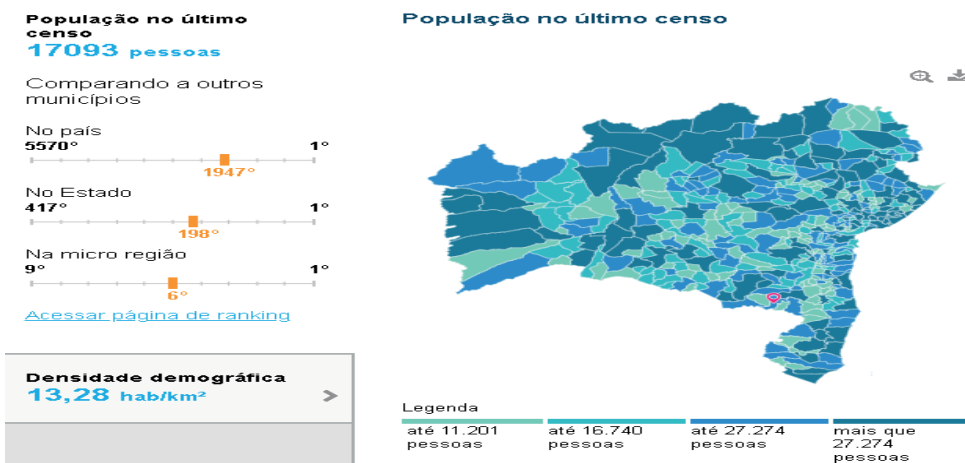 População no último
censo
17093 pessoas
Comparando a outros
municípios
No país
5570° 1°
1947°
No Estado
417° 1°
198°
Na micro região
9° 1°
6°
Acessar página de ranking
Densidade demográfica
13,28 hab/km²
População no último censo
Legenda
até 11.201
pessoas
até 16.740
pessoas
até 27.274
pessoas
mais que
27.274
pessoas